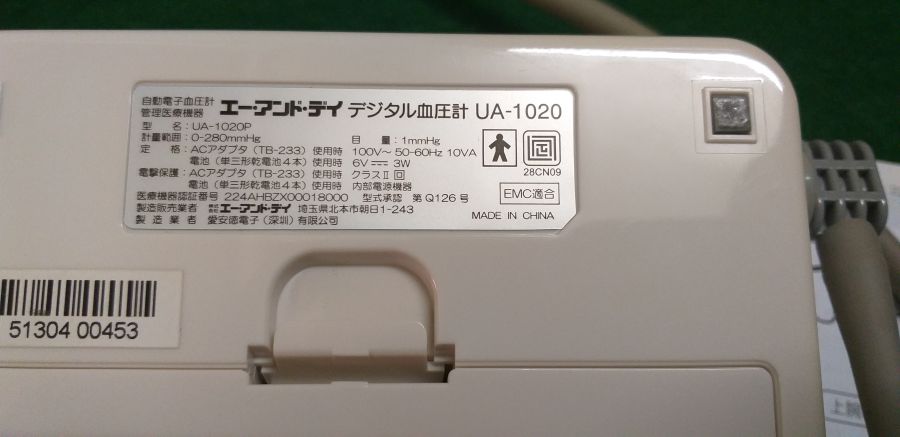 自動電子血圧計
管理医療機器
エー・アンド・デイ デジタル血圧計 UA-1020
型 名：UA-1020P
計量範囲：0-280mmHg 目 量：1mmHg
定 格：ACアダプタ（TB-233）使用時 100V～ 50-60Hz 10VA
電池（単三形乾電池4本）使用時 6V 3W
電撃保護：ACアダプタ（TB-233）使用時 クラスⅡ
電池（単三形乾電池4本）使用時 内部電源機器
医療機器認証番号 224AHBZX00018000 型式承認 第Q126号
製造販売業者 株式会社エー・アンド・デイ 埼玉県北本市朝日1-243
製 造 業 者 愛安徳電子（深圳）有限公司
28CN09
EMC適合
MADE IN CHINA
51304 00453
上腕